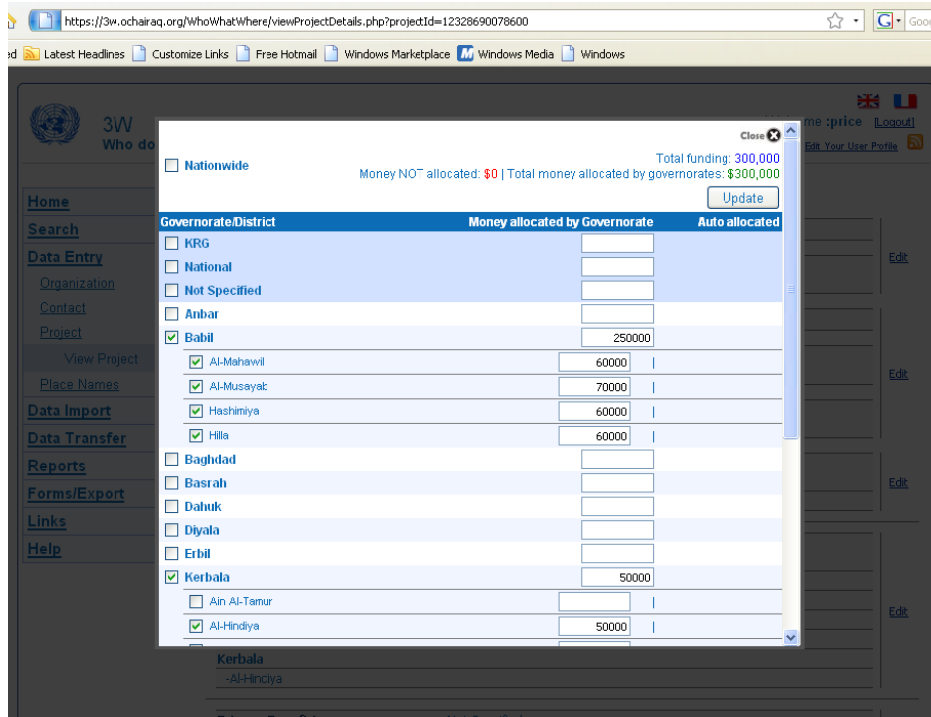 https://3w.ochairaq.org/WhoWhatWhere/viewProjectDetails.php?projectId=12328690078600
G
Goo
ed Latest Headlines Customize Links Free Hotmail Windows Marketplace Windows Media Windows
3W
Who do
me :price [Logout]
Edit Your User Profile
Close
Nationwide
Total funding: 300,000
Money NOT allocated: $0 | Total money allocated by governorates: $300,000
Update
Governorate/District Money allocated by Governorate Auto allocated
KRG
National
Not Specified
Anbar
Babil 250000
Al-Mahawil 60000 |
Al-Musayab 70000 |
Hashimiya 60000 |
Hilla 60000 |
Baghdad
Basrah
Dahuk
Diyala
Erbil
Kerbala 50000
Ain Al-Tamur |
Al-Hindiya 50000 |
Home
Search
Data Entry
Organization
Contact
Project
View Project
Place Names
Data Import
Data Transfer
Reports
Forms/Export
Links
Help
Edit
Edit
Edit
Edit
Kerbala
-Al-Hindiya